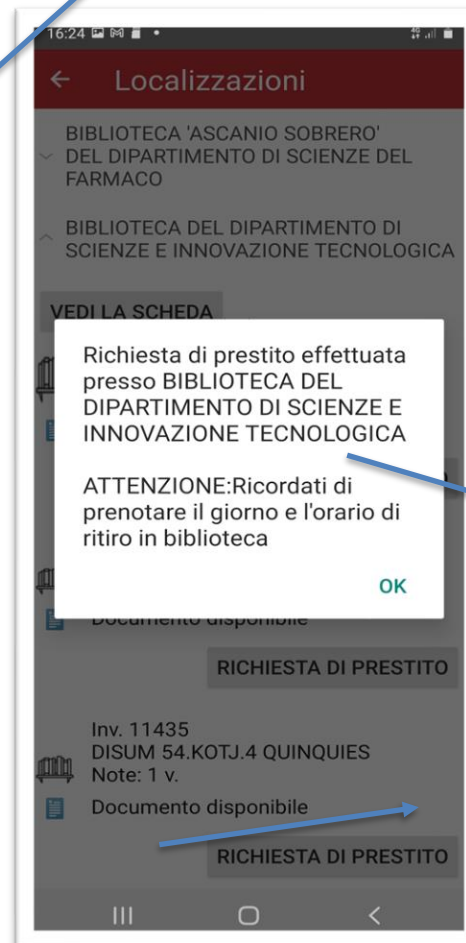 16:24
4G
Localizzazioni
BIBLIOTECA 'ASCANIO SOBRERO'
DEL DIPARTIMENTO DI SCIENZE DEL
FARMACO
BIBLIOTECA DEL DIPARTIMENTO DI
SCIENZE E INNOVAZIONE TECNOLOGICA
VEDI LA SCHEDA
Richiesta di prestito effettuata
presso BIBLIOTECA DEL
DIPARTIMENTO DI SCIENZE E
INNOVAZIONE TECNOLOGICA
ATTENZIONE:Ricordati di
prenotare il giorno e l'orario di
ritiro in biblioteca
OK
Documento disponibile
RICHIESTA DI PRESTITO
Inv. 11435
DISUM 54.KOTJ.4 QUINQUIES
Note: 1 v.
Documento disponibile
RICHIESTA DI PRESTITO